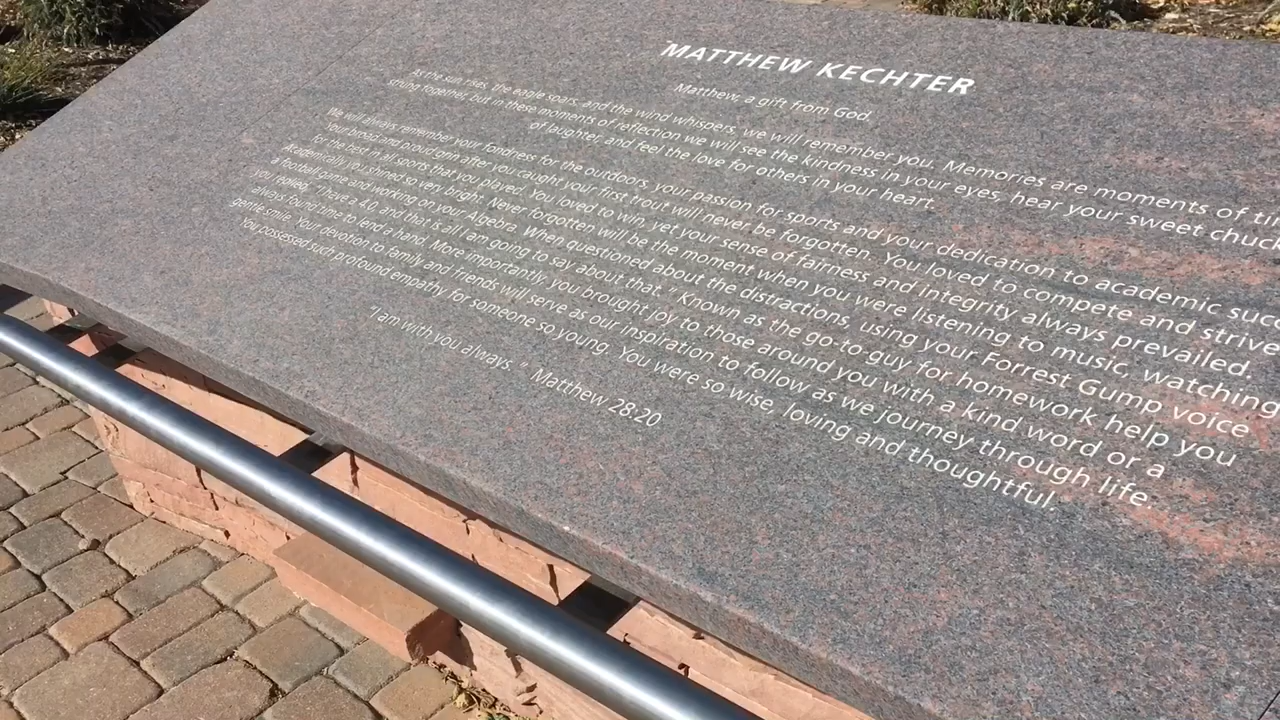 MATTHEW KECHTER
Matthew, a gift from God.
As the sun rises, the eagle soars, and the wind whispers, we will remember you. Memories are moments of
strung together, but in these moments of reflection we will see the kindness in your eyes, hear your sweet
of laughter, and feel the love for others in your heart.
We will always remember your fondness for the outdoors, your passion for sports and your dedication to academic
Your broad and proud grin after you caught your first trout will never be forgotten. You loved to compete and strive
for the best in all sports that you played. You loved to win, yet your sense of fairness and integrity always prevailed.
Academically you shined so very bright. Never forgotten will be the moment when you were listening to music, watching
a football game and working on your Algebra. When questioned about the distractions, using your Forrest Gump voice
you replied, "I have a 4.0, and that is all I am going to say about that." Known as the go-to-guy for homework help you
always found time to lend a hand. More importantly, you brought joy to those around you with a kind word or a
gentle smile. Your devotion to family and friends will serve as our inspiration to follow as we journey through life.
You possessed such profound empathy for someone so young. You were so wise, loving and thoughtful.
"I am with you always." Matthew 28:20